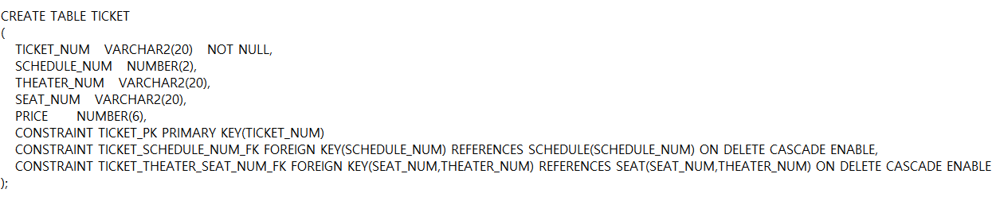 CREATE TABLE TICKET
(
TICKET_NUM VARCHAR2(20) NOT NULL,
SCHEDULE_NUM NUMBER(2),
THEATER_NUM VARCHAR2(20),
SEAT_NUM VARCHAR2(20),
PRICE NUMBER(6),
CONSTRAINT TICKET_PK PRIMARY KEY(TICKET_NUM)
CONSTRAINT TICKET_SCHEDULE_NUM_FK FOREIGN KEY(SCHEDULE_NUM) REFERENCES SCHEDULE(SCHEDULE_NUM) ON DELETE CASCADE ENABLE,
CONSTRAINT TICKET_THEATER_SEAT_NUM_FK FOREIGN KEY(SEAT_NUM,THEATER_NUM) REFERENCES SEAT(SEAT_NUM,THEATER_NUM) ON DELETE CASCADE ENABLE
);